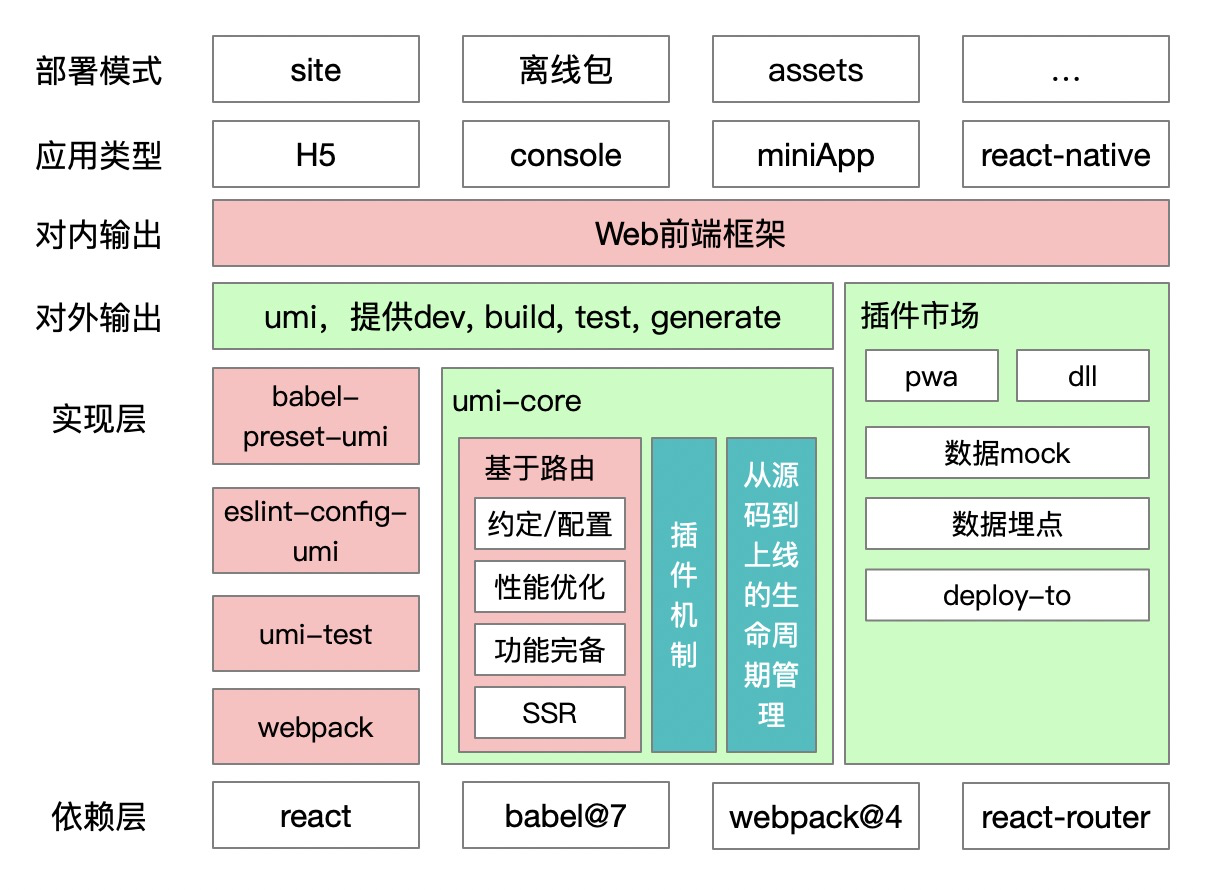 部署模式
site
离线包
assets
...
应用类型
H5
console
miniApp
react-native
对内输出
Web前端框架
对外输出
umi，提供dev, build, test, generate
插件市场
pwa
dll
数据mock
数据埋点
deploy-to
实现层
babel-
preset-umi
eslint-config-
umi
umi-test
webpack
umi-core
基于路由
约定/配置
性能优化
功能完备
SSR
插
件
机
制
从源
码到
上线
的生
命周
期管
理
依赖层
react
babel@7
webpack@4
react-router